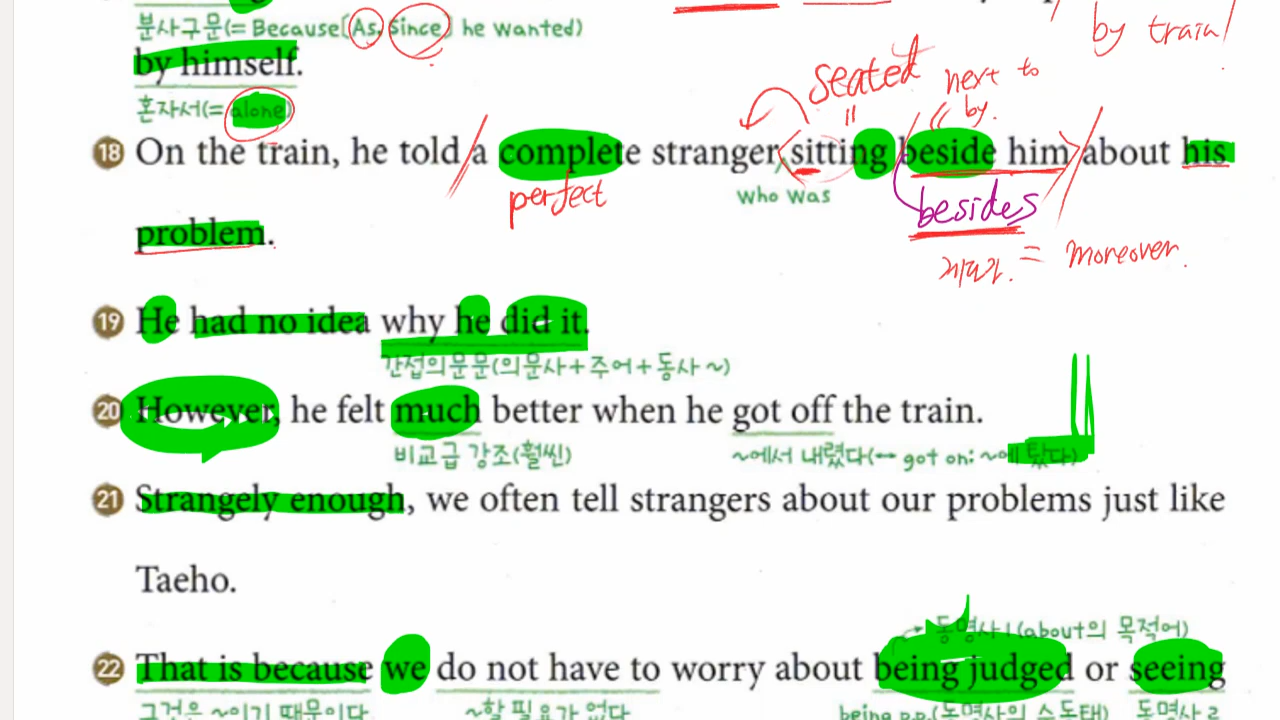 분사구문(= Because[As, Since] he wanted)
by train
by himself.
seated
next to
혼자서(= alone)
=
by.
18 On the train, he told / a complete stranger sitting beside him about his
perfect
who was
besides
problem.
= moreover.
19 He had no idea why he did it.
간접의문문(의문사+주어+동사 ~)
20 However, he felt much better when he got off the train.
비교급 강조(훨씬)
~에서 내렸다(↔ got on: ~에 탔다)
21 Strangely enough, we often tell strangers about our problems just like
Taeho.
동명사1(about의 목적어)
22 That is because we do not have to worry about being judged or seeing
그것은 ~이기 때문이다
~할 필요가 없다
being p.p.(동명사의 수동태)
동명사2